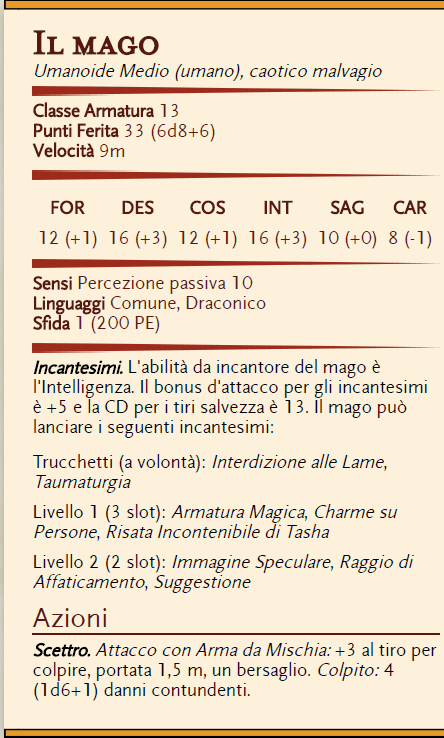 Il mago
Umanoide Medio (umano), caotico malvagio
Classe Armatura 13
Punti Ferita 33 (6d8+6)
Velocità 9m
FOR DES COS INT SAG CAR
12 (+1) 16 (+3) 12 (+1) 16 (+3) 10 (+0) 8 (-1)
Sensi Percezione passiva 10
Linguaggi Comune, Draconico
Sfida 1 (200 PE)
Incantesimi. L'abilità da incantore del mago è
l'Intelligenza. Il bonus d'attacco per gli incantesimi
è +5 e la CD per i tiri salvezza è 13. Il mago può
lanciare i seguenti incantesimi:
Trucchetti (a volontà): Interdizione alle Lame,
Taumaturgia
Livello 1 (3 slot): Armatura Magica, Charme su
Persone, Risata Incontenibile di Tasha
Livello 2 (2 slot): Immagine Speculare, Raggio di
Affaticamento, Suggestione
Azioni
Scettro. Attacco con Arma da Mischia: +3 al tiro per
colpire, portata 1,5 m, un bersaglio. Colpito: 4
(1d6+1) danni contundenti.